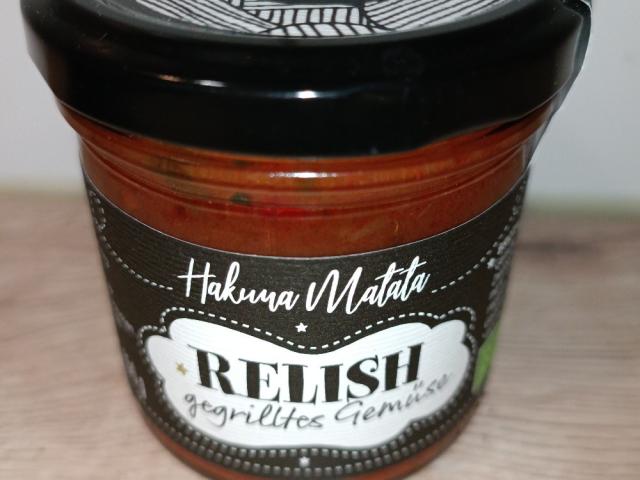 Hakuna Matata
RELISH
gegrilltes Gemüse